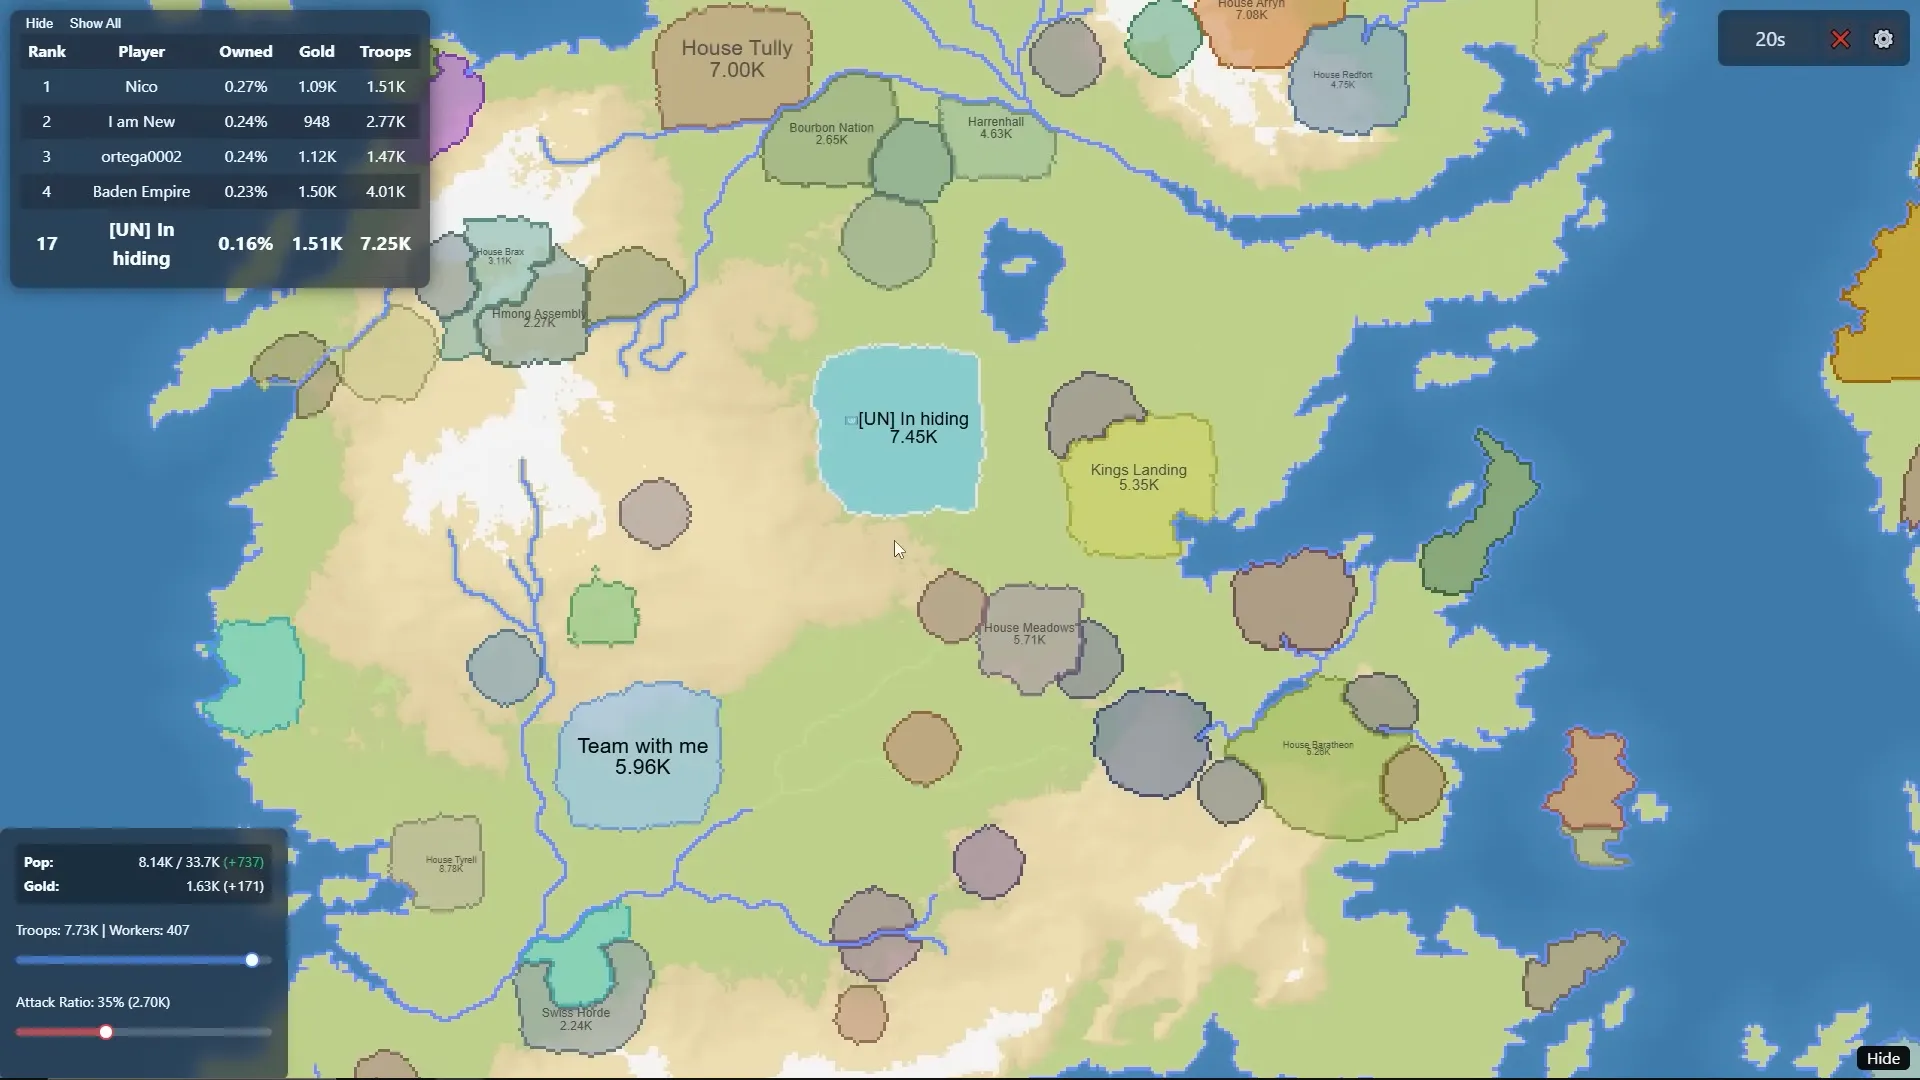 Hide Show All
Rank Player Owned Gold Troops
1 Nico 0.27% 1.09K 1.51K
2 I am New 0.24% 948 2.77K
3 ortega0002 0.24% 1.12K 1.47K
4 Baden Empire 0.23% 1.50K 4.01K
17 [UN] In hiding 0.16% 1.51K 7.25K
20s
House Tully
7.00K
House Arryn
7.08K
House Redfort
4.75K
Bourbon Nation
2.65K
Harrenhall
4.63K
House Brax
3.11K
Hmong Assembly
2.27K
[UN] In hiding
7.45K
Kings Landing
5.35K
House Meadows
5.71K
Team with me
5.96K
House Baratheon
5.26K
House Tyrell
8.78K
Swiss Horde
2.24K
Pop: 8.14K / 33.7K (+737)
Gold: 1.63K (+171)
Troops: 7.73K | Workers: 407
Attack Ratio: 35% (2.70K)
Hide